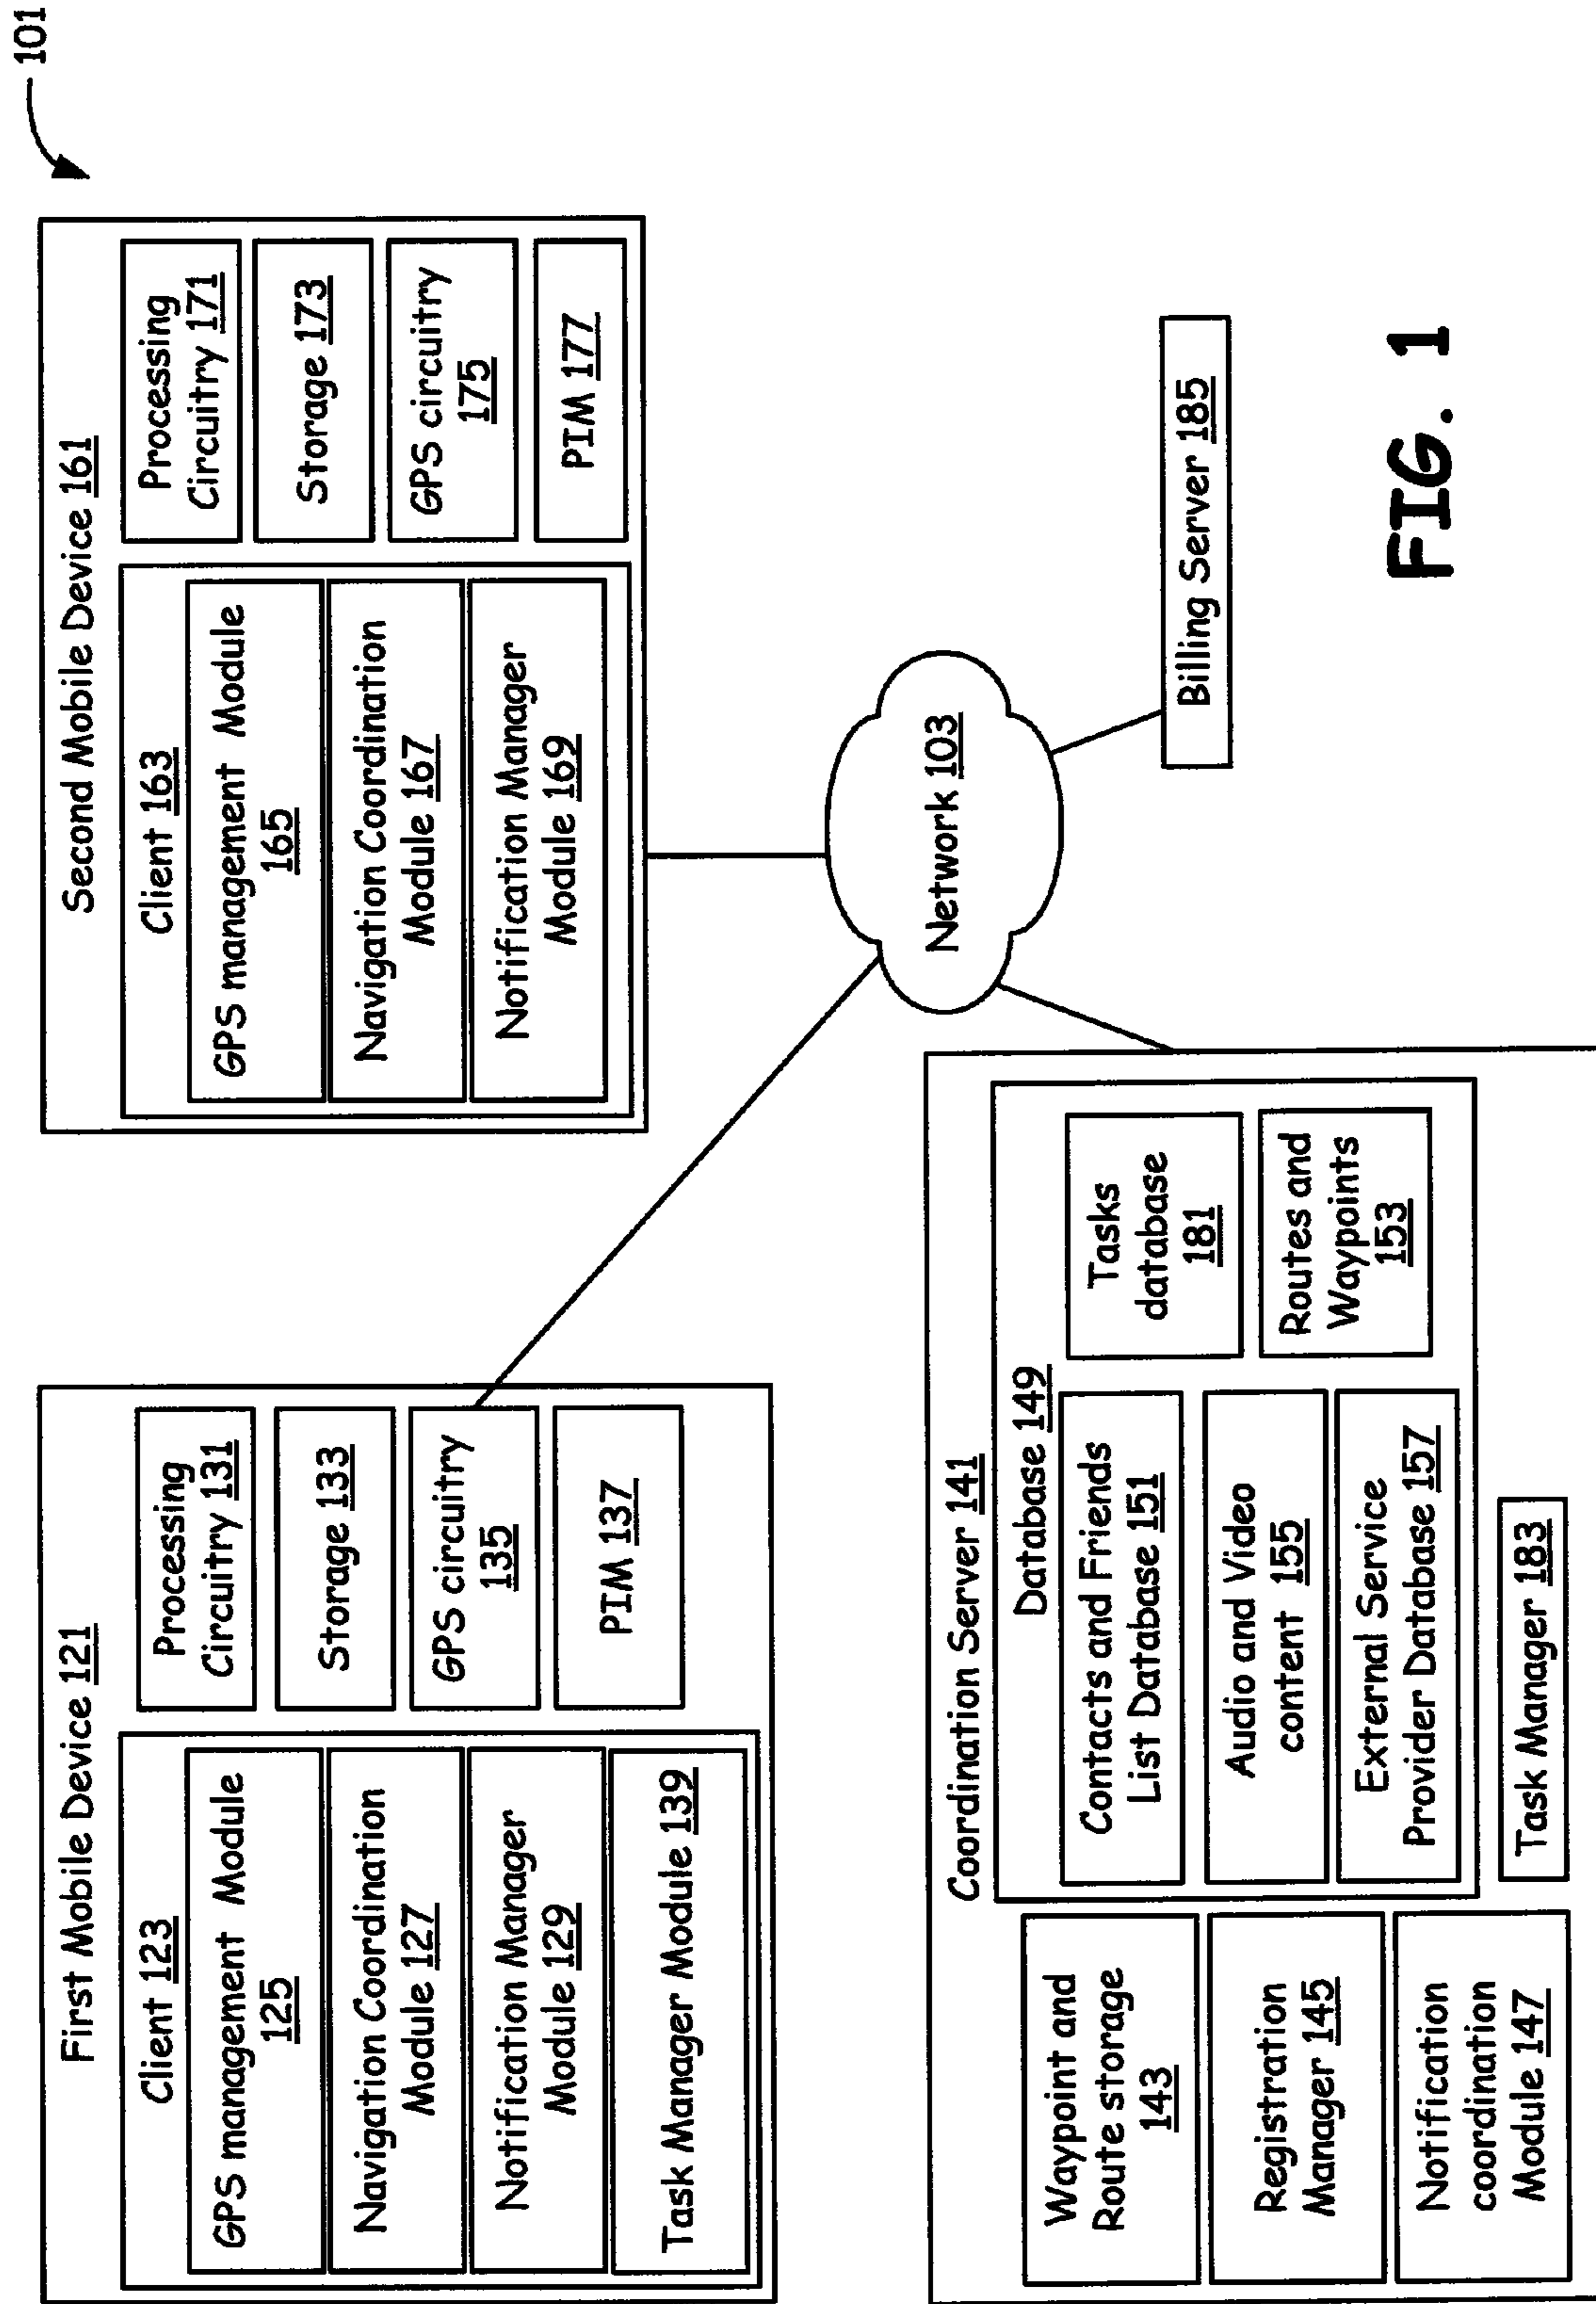 101
First Mobile Device 121
Client 123
GPS management Module
125
Navigation Coordination
Module 127
Notification Manager
Module 129
Task Manager Module 139
Processing
Circuitry 131
Storage 133
GPS circuitry
135
PIM 137
Second Mobile Device 161
Client 163
GPS management Module
165
Navigation Coordination
Module 167
Notification Manager
Module 169
Processing
Circuitry 171
Storage 173
GPS circuitry
175
PIM 177
Network 103
Coordination Server 141
Waypoint and
Route storage
143
Registration
Manager 145
Notification
coordination
Module 147
Database 149
Contacts and Friends
List Database 151
Audio and Video
content 155
External Service
Provider Database 157
Tasks
database
181
Routes and
Waypoints
153
Task Manager 183
Billing Server 185
FIG. 1